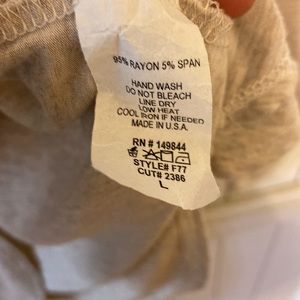 95% RAYON 5% SPAN
HAND WASH
DO NOT BLEACH
LINE DRY
LOW HEAT
COOL IRON IF NEEDED
MADE IN U.S.A.
RN # 149844
STYLE# F77
CUT# 2386
L